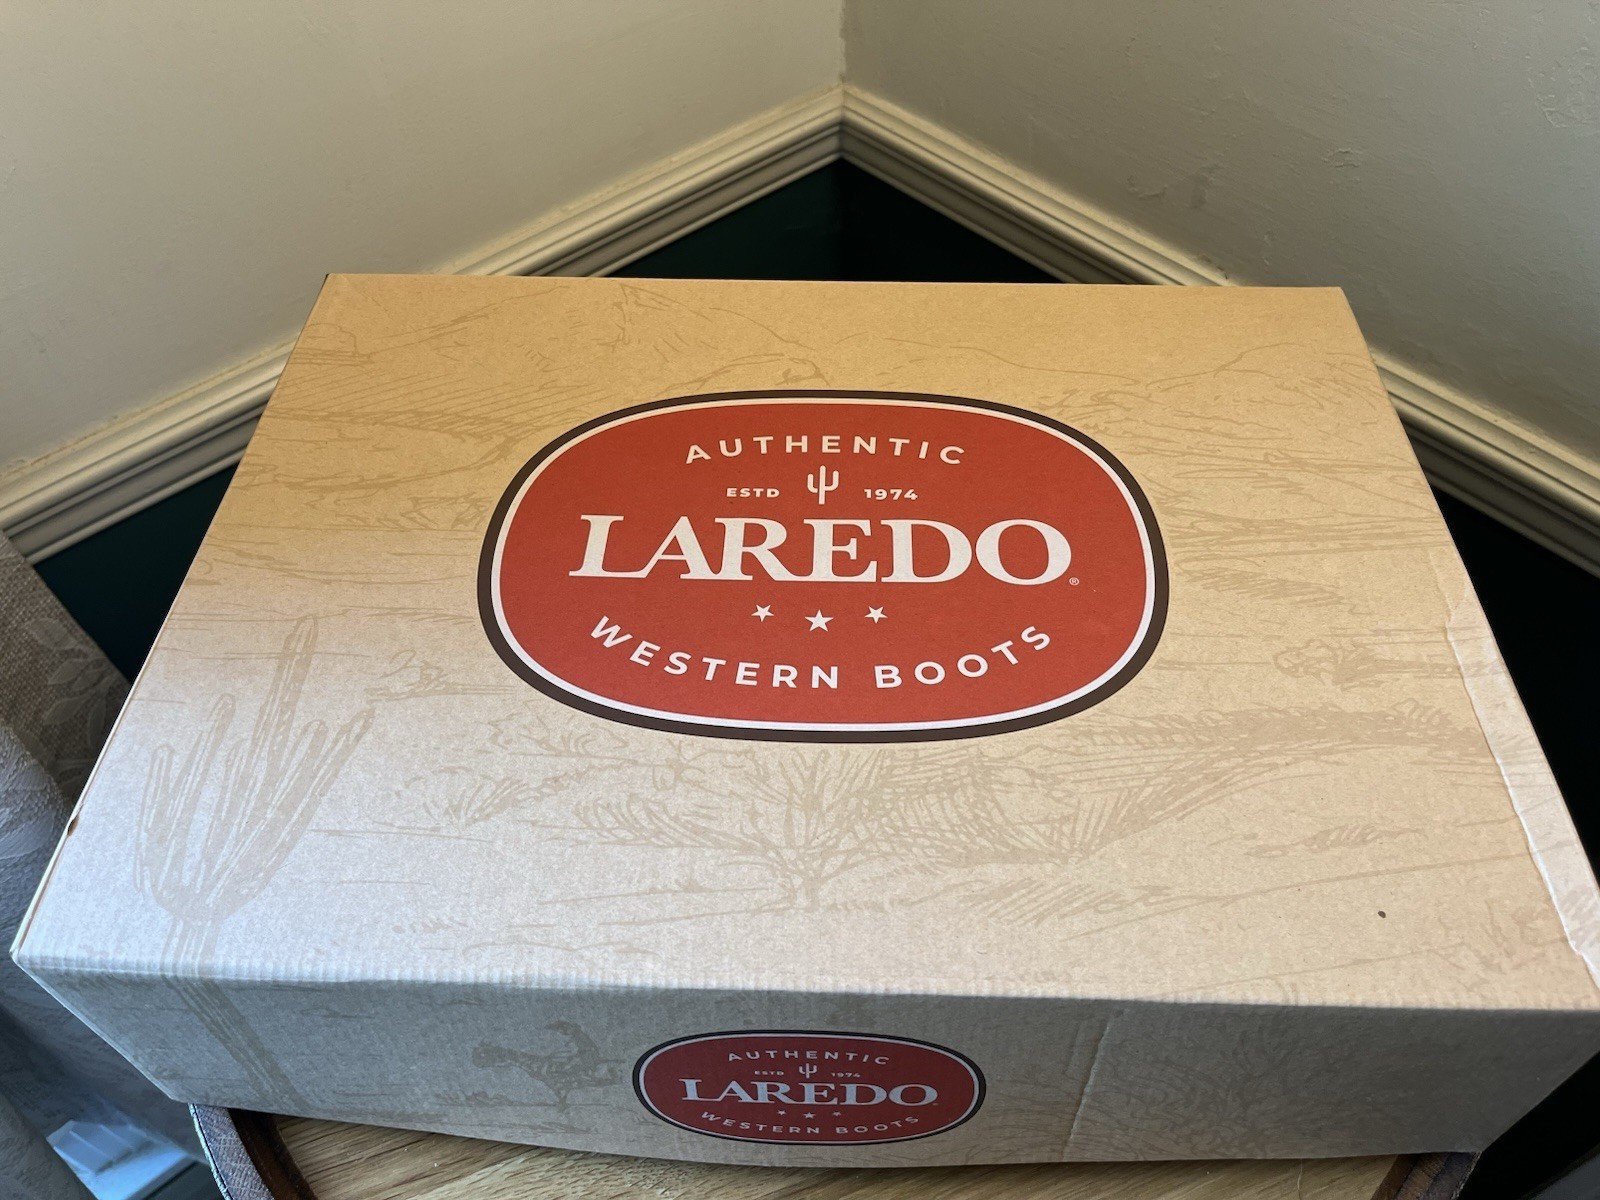 AUTHENTIC
ESTD 1974
LAREDO®
WESTERN BOOTS
AUTHENTIC
ESTD 1974
LAREDO
WESTERN BOOTS